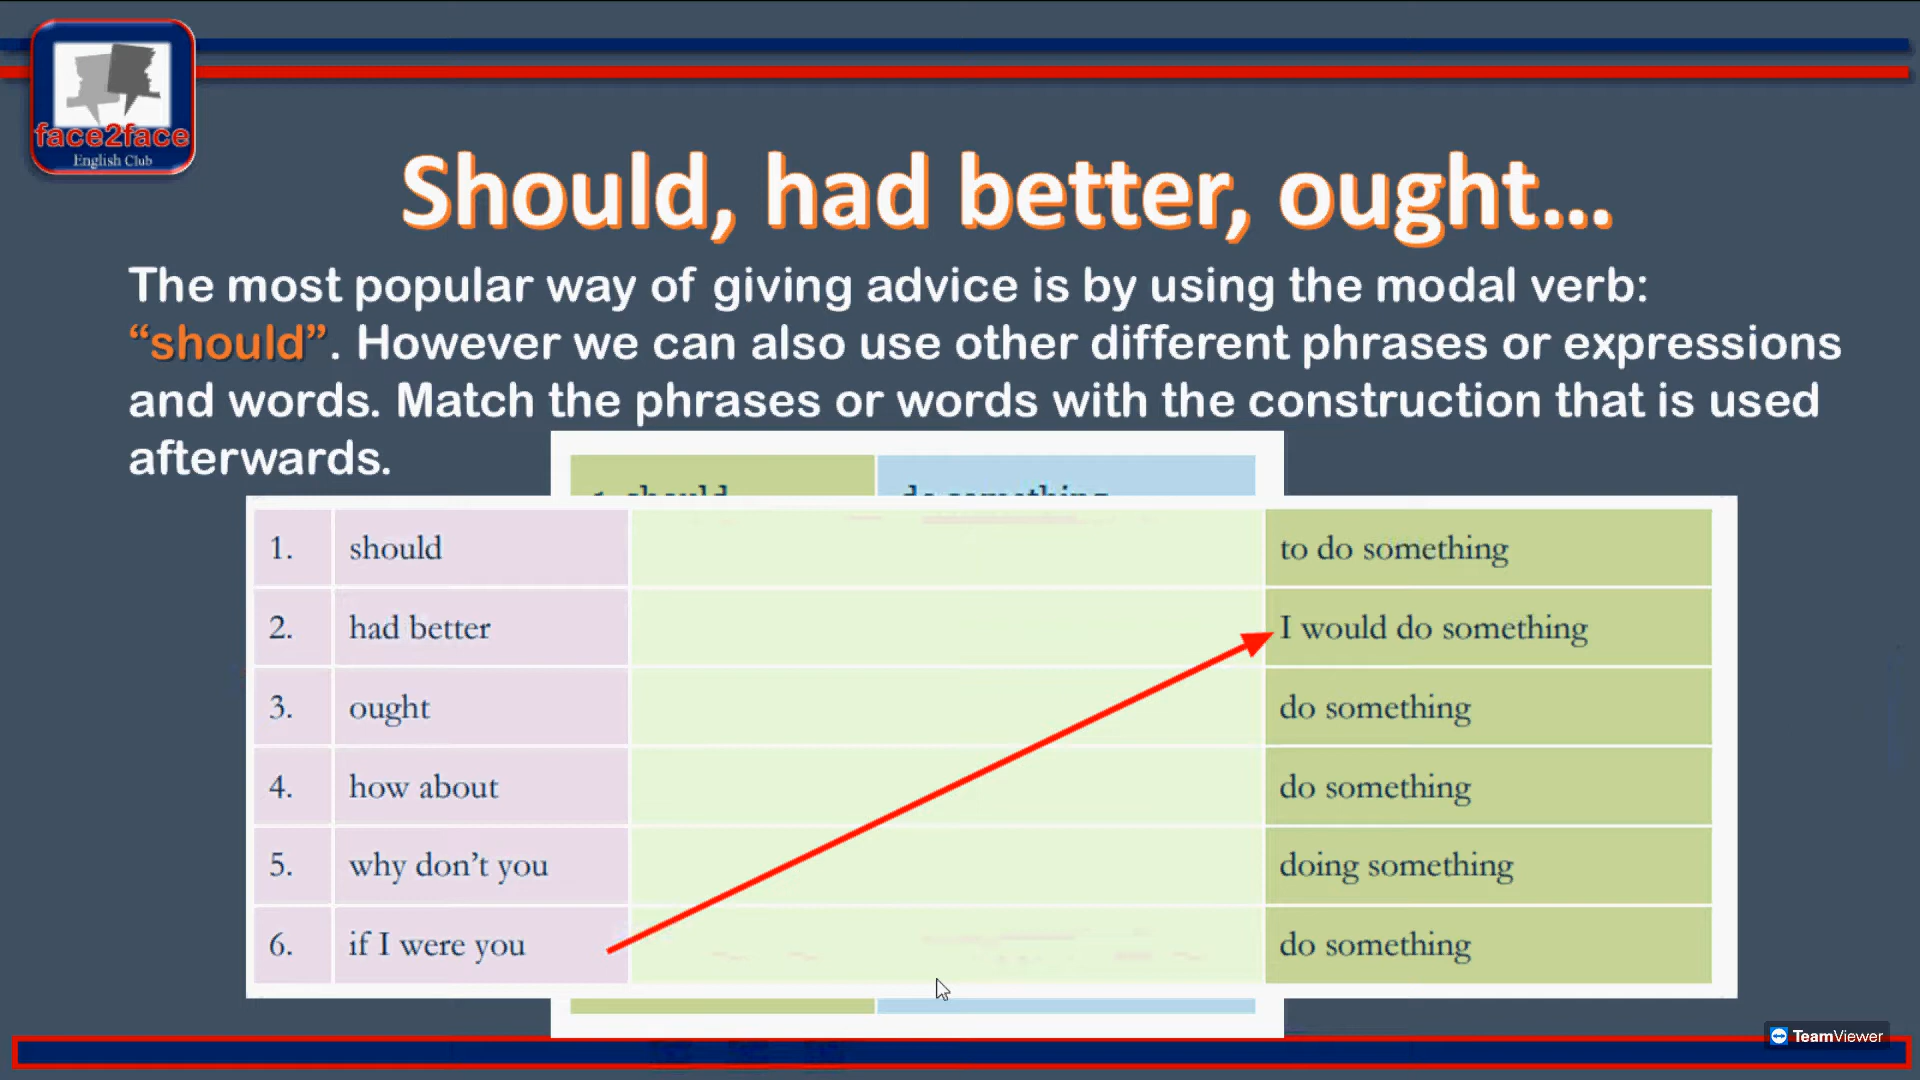 face2face
English Club
Should, had better, ought...
The most popular way of giving advice is by using the modal verb:
“should”. However we can also use other different phrases or expressions
and words. Match the phrases or words with the construction that is used
afterwards.
should do something
1. should to do something
2. had better I would do something
3. ought do something
4. how about do something
5. why don’t you doing something
6. if I were you do something
TeamViewer